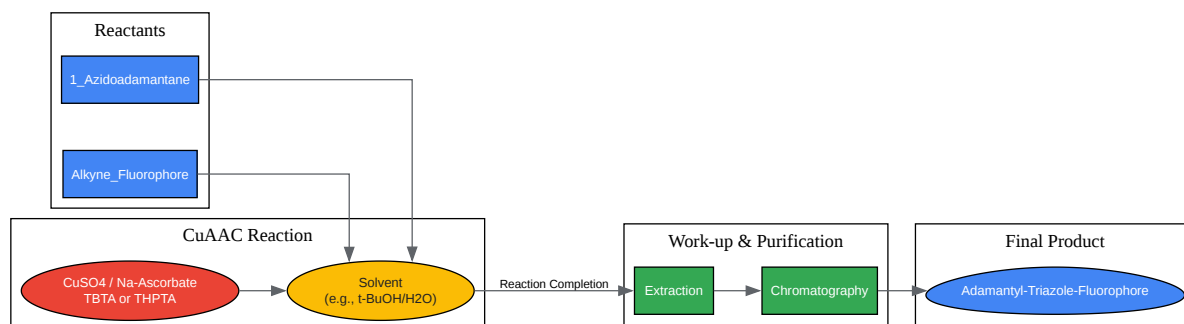 Reactants
1_Azidoadamantane
Alkyne_Fluorophore
CuAAC Reaction
CuSO4 / Na-Ascorbate
TBTA or THPTA
Solvent
(e.g., t-BuOH/H2O)
Reaction Completion
Work-up & Purification
Extraction
Chromatography
Final Product
Adamantyl-Triazole-Fluorophore